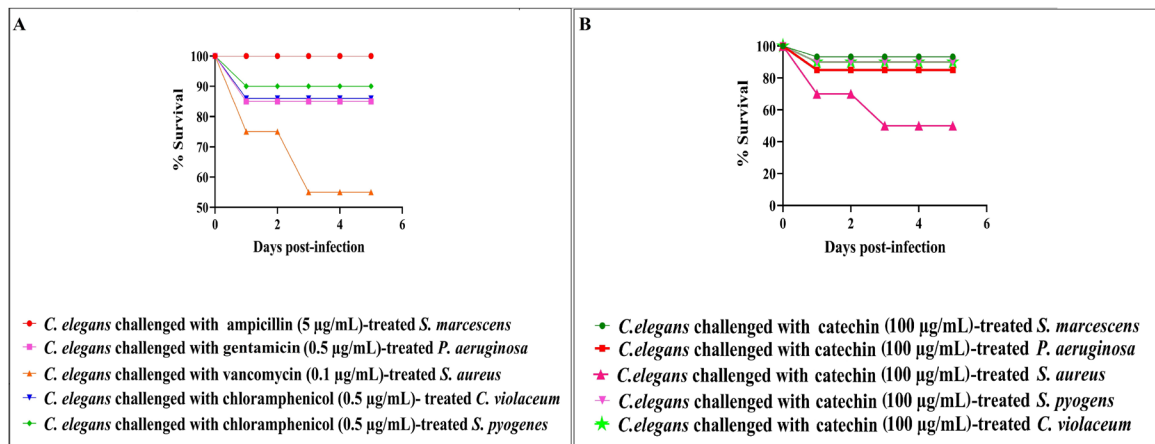 A
100
90
80
70
60
50
% Survival
0
2
4
6
Days post-infection
C. elegans challenged with ampicillin (5 µg/mL)-treated S. marcescens
C. elegans challenged with gentamicin (0.5 µg/mL)-treated P. aeruginosa
C. elegans challenged with vancomycin (0.1 µg/mL)-treated S. aureus
C. elegans challenged with chloramphenicol (0.5 µg/mL)- treated C. violaceum
C. elegans challenged with chloramphenicol (0.5 µg/mL)-treated S. pyogenes
B
100
80
60
40
20
0
% Survival
0
2
4
6
Days post-infection
C.elegans challenged with catechin (100 µg/mL)-treated S. marcescens
C.elegans challenged with catechin (100 µg/mL)-treated P. aeruginosa
C.elegans challenged with catechin (100 µg/mL)-treated S. aureus
C.elegans challenged with catechin (100 µg/mL)-treated S. pyogens
C.elegans challenged with catechin (100 µg/mL)-treated C. violaceum